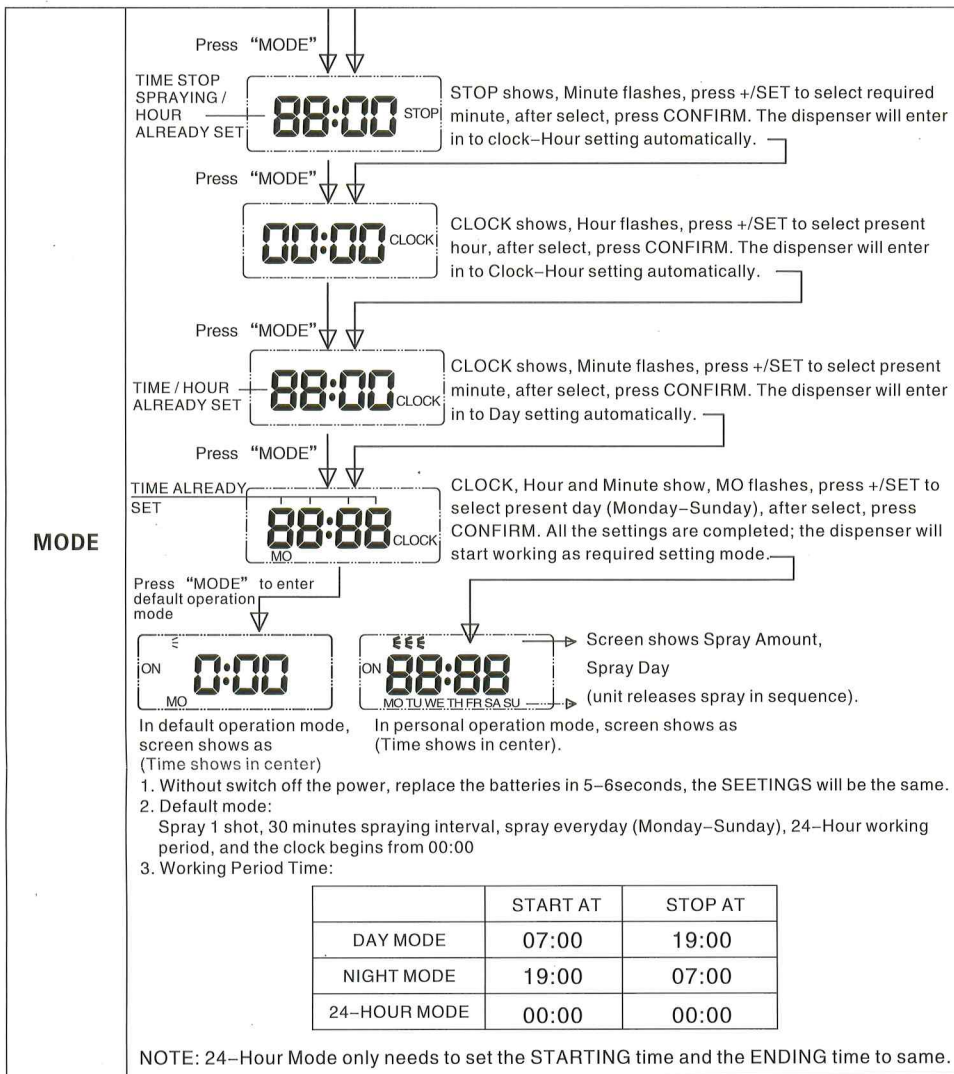 MODE
Press “MODE”
TIME STOP
SPRAYING /
HOUR
ALREADY SET
88:00 STOP
STOP shows, Minute flashes, press +/SET to select required
minute, after select, press CONFIRM. The dispenser will enter
in to clock–Hour setting automatically.
Press “MODE”
00:00 CLOCK
CLOCK shows, Hour flashes, press +/SET to select present
hour, after select, press CONFIRM. The dispenser will enter
in to Clock–Hour setting automatically.
Press “MODE”
TIME / HOUR
ALREADY SET
88:00 CLOCK
CLOCK shows, Minute flashes, press +/SET to select present
minute, after select, press CONFIRM. The dispenser will enter
in to Day setting automatically.
Press “MODE”
TIME ALREADY
SET
88:88 CLOCK
MO
CLOCK, Hour and Minute show, MO flashes, press +/SET to
select present day (Monday–Sunday), after select, press
CONFIRM. All the settings are completed; the dispenser will
start working as required setting mode.
Press “MODE” to enter
default operation
mode
ON 0:00
MO
In default operation mode,
screen shows as
(Time shows in center)
ON 88:88
MO TU WE TH FR SA SU
Screen shows Spray Amount,
Spray Day
(unit releases spray in sequence).
In personal operation mode, screen shows as
(Time shows in center).
1. Without switch off the power, replace the batteries in 5–6seconds, the SEETINGS will be the same.
2. Default mode:
Spray 1 shot, 30 minutes spraying interval, spray everyday (Monday–Sunday), 24–Hour working
period, and the clock begins from 00:00
3. Working Period Time:
START AT STOP AT
DAY MODE 07:00 19:00
NIGHT MODE 19:00 07:00
24–HOUR MODE 00:00 00:00
NOTE: 24–Hour Mode only needs to set the STARTING time and the ENDING time to same.